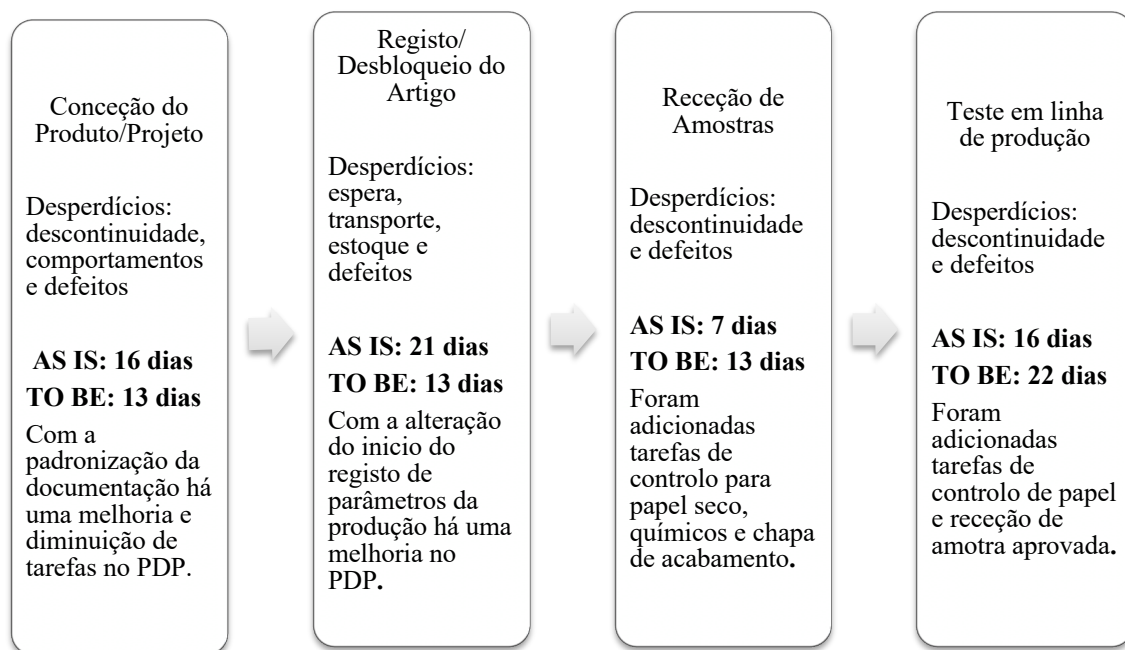 Conceção do
Produto/Projeto
Desperdícios:
descontinuidade,
comportamentos
e defeitos
AS IS: 16 dias
TO BE: 13 dias
Com a
padronização da
documentação há
uma melhoria e
diminuição de
tarefas no PDP.
Registo/
Desbloqueio do
Artigo
Desperdícios:
espera,
transporte,
estoque e
defeitos
AS IS: 21 dias
TO BE: 13 dias
Com a alteração
do inicio do
registo de
parâmetros da
produção há uma
melhoria no
PDP.
Receção de
Amostras
Desperdícios:
descontinuidade
e defeitos
AS IS: 7 dias
TO BE: 13 dias
Foram
adicionadas
tarefas de
controlo para
papel seco,
químicos e chapa
de acabamento.
Teste em linha
de produção
Desperdícios:
descontinuidade
e defeitos
AS IS: 16 dias
TO BE: 22 dias
Foram
adicionadas
tarefas de
controlo de papel
e receção de
amotra aprovada.